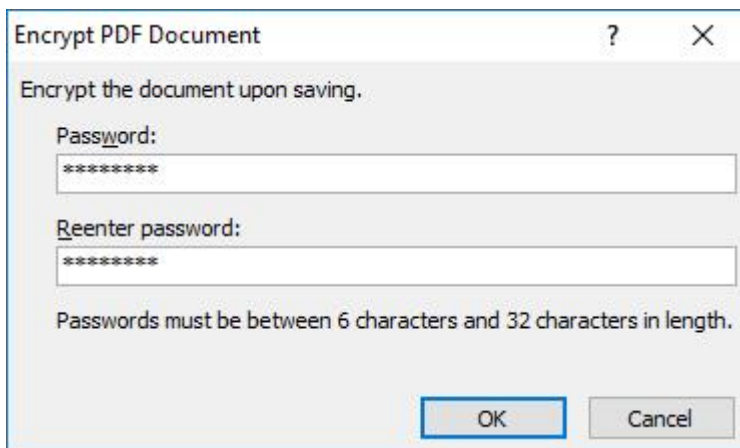 Encrypt PDF Document
Encrypt the document upon saving.
Password:
********
Reenter password:
********
Passwords must be between 6 characters and 32 characters in length.
OK Cancel